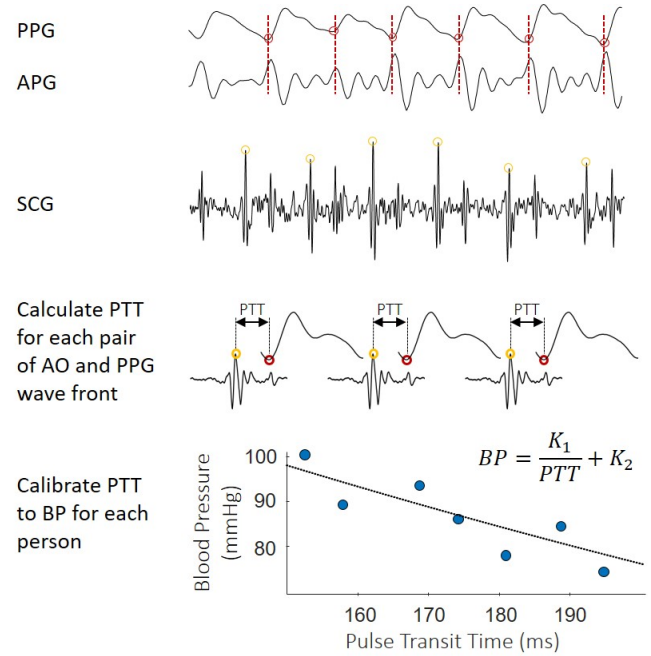 PPG
APG
SCG
Calculate PTT
for each pair
of AO and PPG
wave front
PTT
PTT
PTT
Calibrate PTT
to BP for each
person
Blood Pressure
(mmHg)
100
90
80
BP = K₁/PTT + K₂
160
170
180
190
Pulse Transit Time (ms)